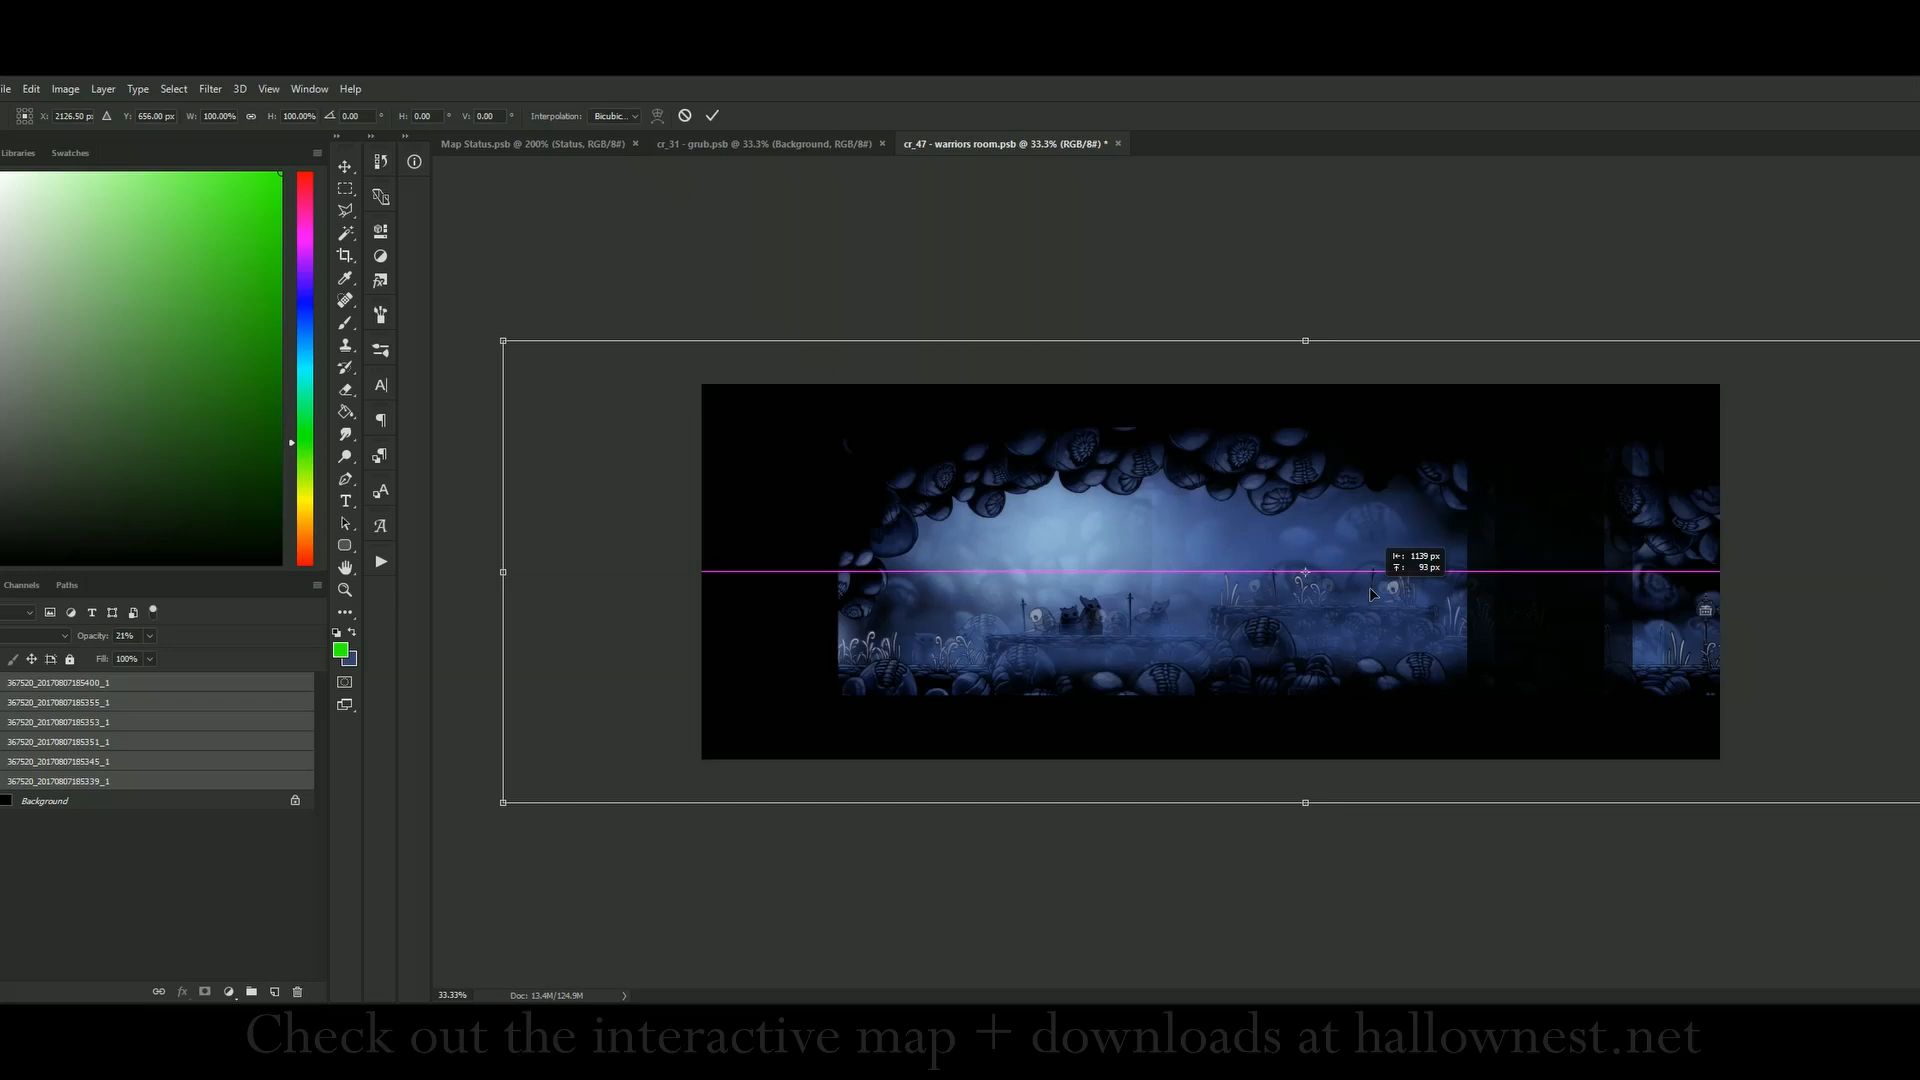 ile Edit Image Layer Type Select Filter 3D View Window Help
X: 2126.50 p: Y: 656.00 px W: 100.00% H: 100.00% 0.00 ° H: 0.00 ° V: 0.00 ° Interpolation: Bicubic...
Libraries Swatches
Map Status.psb @ 200% (Status, RGB/8#) × cr_31 - grub.psb @ 33.3% (Background, RGB/8#) × cr_47 - warriors room.psb @ 33.3% (RGB/8#) * ×
1139 px
93 px
Channels Paths
Opacity: 21%
Fill: 100%
367520_20170807185400_1
367520_20170807185355_1
367520_20170807185353_1
367520_20170807185351_1
367520_20170807185345_1
367520_20170807185339_1
Background
33.33% Doc: 13.4M/124.9M
Check out the interactive map + downloads at hallownest.net